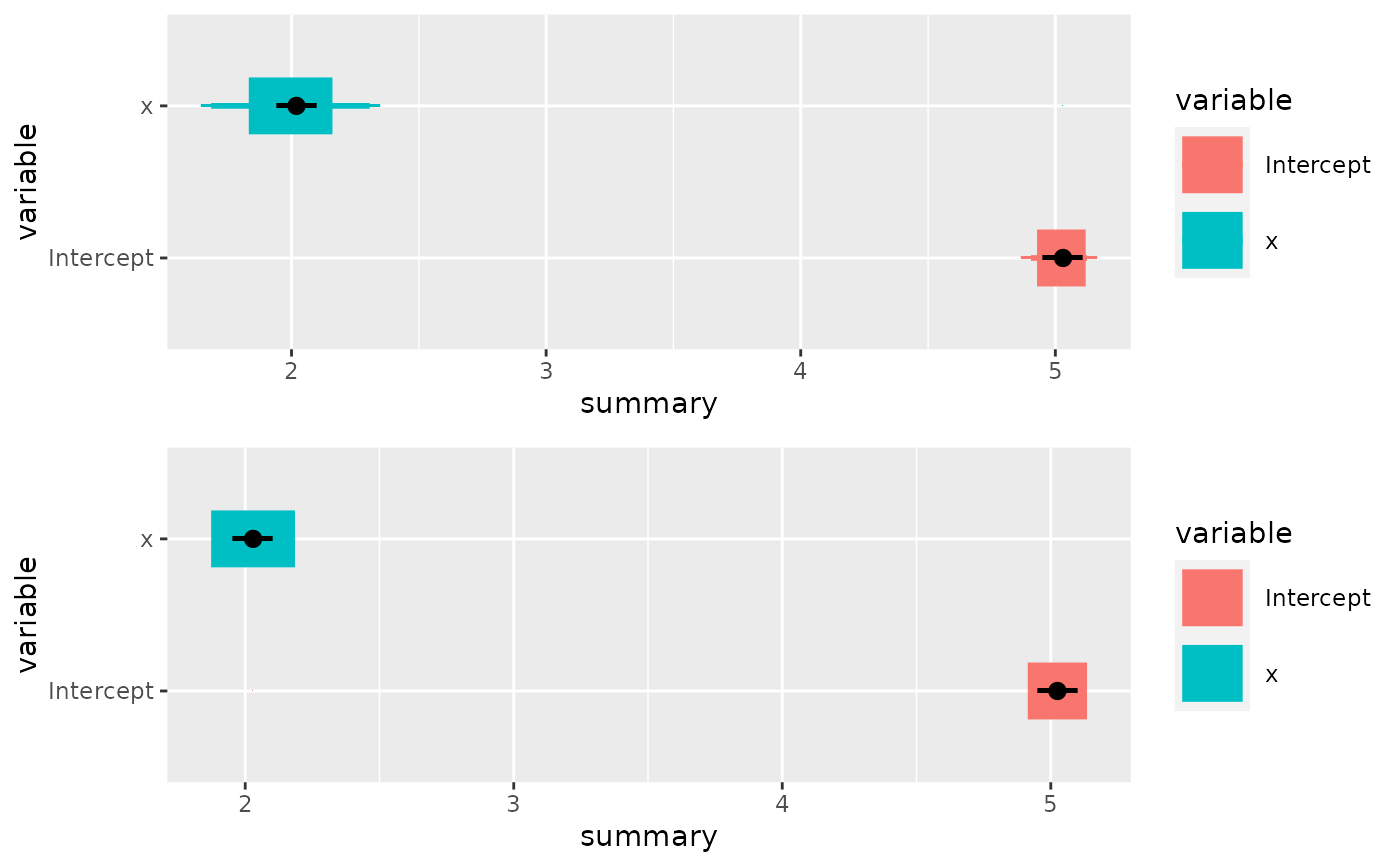 variable
x
Intercept
2 3 4 5
summary
variable
Intercept
x
variable
x
Intercept
2 3 4 5
summary
variable
Intercept
x